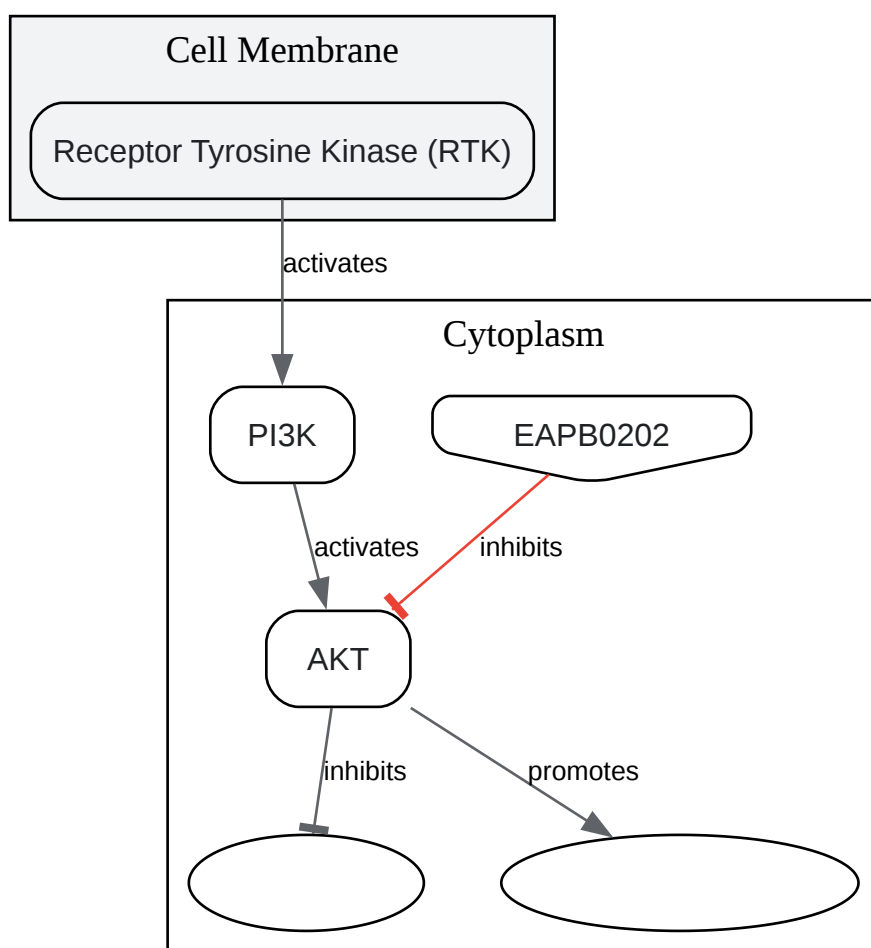 Cell Membrane
Receptor Tyrosine Kinase (RTK)
activates
Cytoplasm
PI3K
EAPB0202
activates
inhibits
AKT
inhibits
promotes